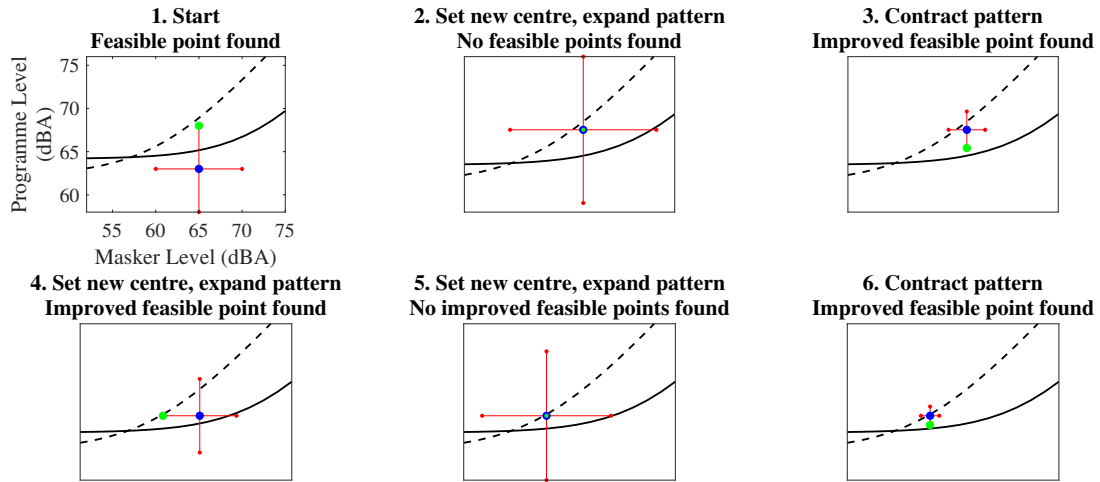 1. Start
Feasible point found
2. Set new centre, expand pattern
No feasible points found
3. Contract pattern
Improved feasible point found
Programme Level
(dBA)
75
70
65
60
55
60
65
70
75
Masker Level (dBA)
4. Set new centre, expand pattern
Improved feasible point found
5. Set new centre, expand pattern
No improved feasible points found
6. Contract pattern
Improved feasible point found